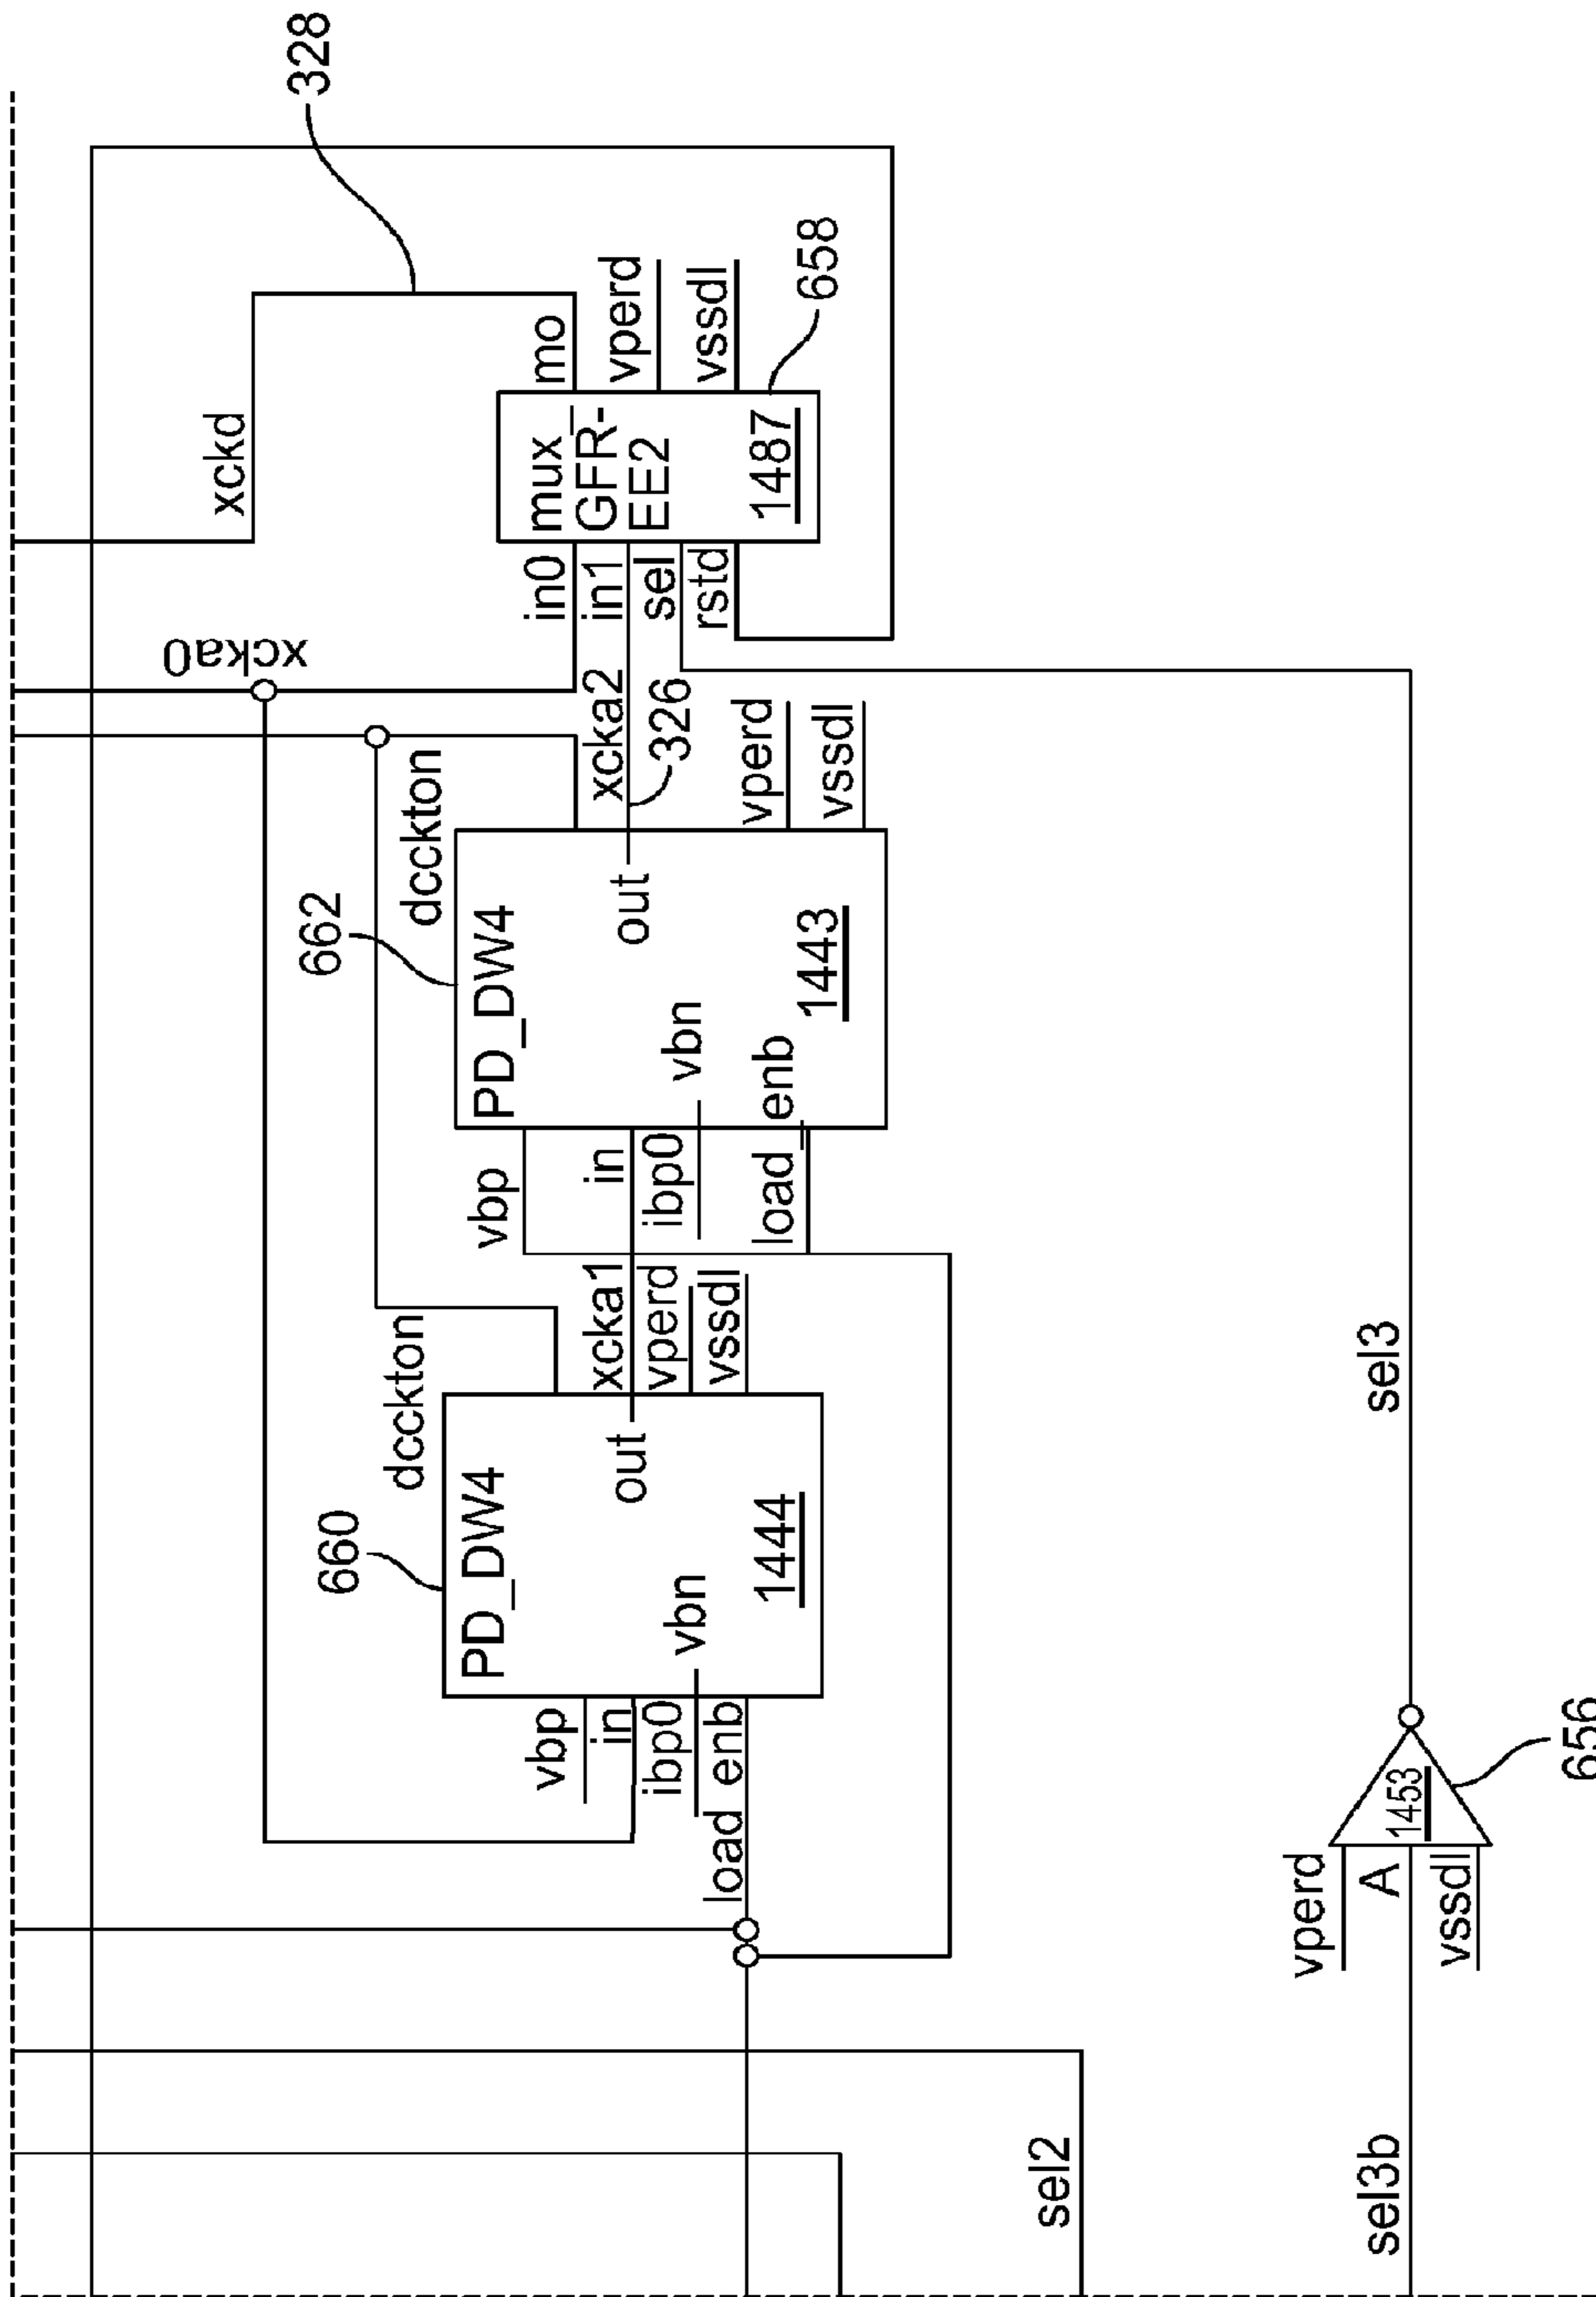 328
xckd
xcka0
mo
vperd
vssdl
658
mux_
GFR-
EE2
1487
in0
in1
sel
rstd
xcka2
326
dcckton
vperd
vssdl
662
PD_DW4
out
vbn
enb
1443
vbp
in
ibp0
load_
dcckton
xcka1
vperd
vssdl
660
PD_DW4
out
vbn
1444
vbp
in
ibp0
load enb
sel3
656
1453
vperd
A
vssdl
sel2
sel3b